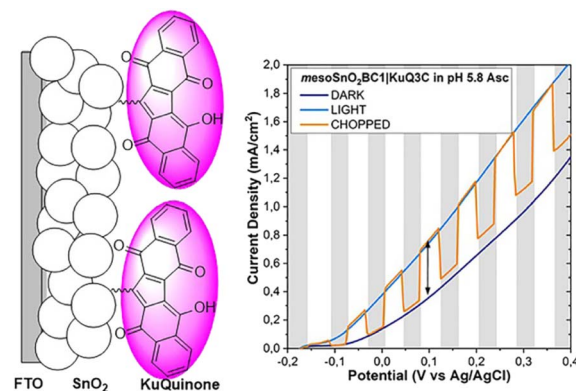 O
O
O
OH
O
O
O
OH
FTO SnO₂ KuQuinone
mesoSnO₂BC1|KuQ3C in pH 5.8 Asc
DARK
LIGHT
CHOPPED
Current Density (mA/cm²)
1,8
1,6
1,4
1,2
1,0
0,8
0,6
0,4
0,2
0,0
-0,2 -0,1 0,0 0,1 0,2 0,3 0,4
Potential (V vs Ag/AgCl)